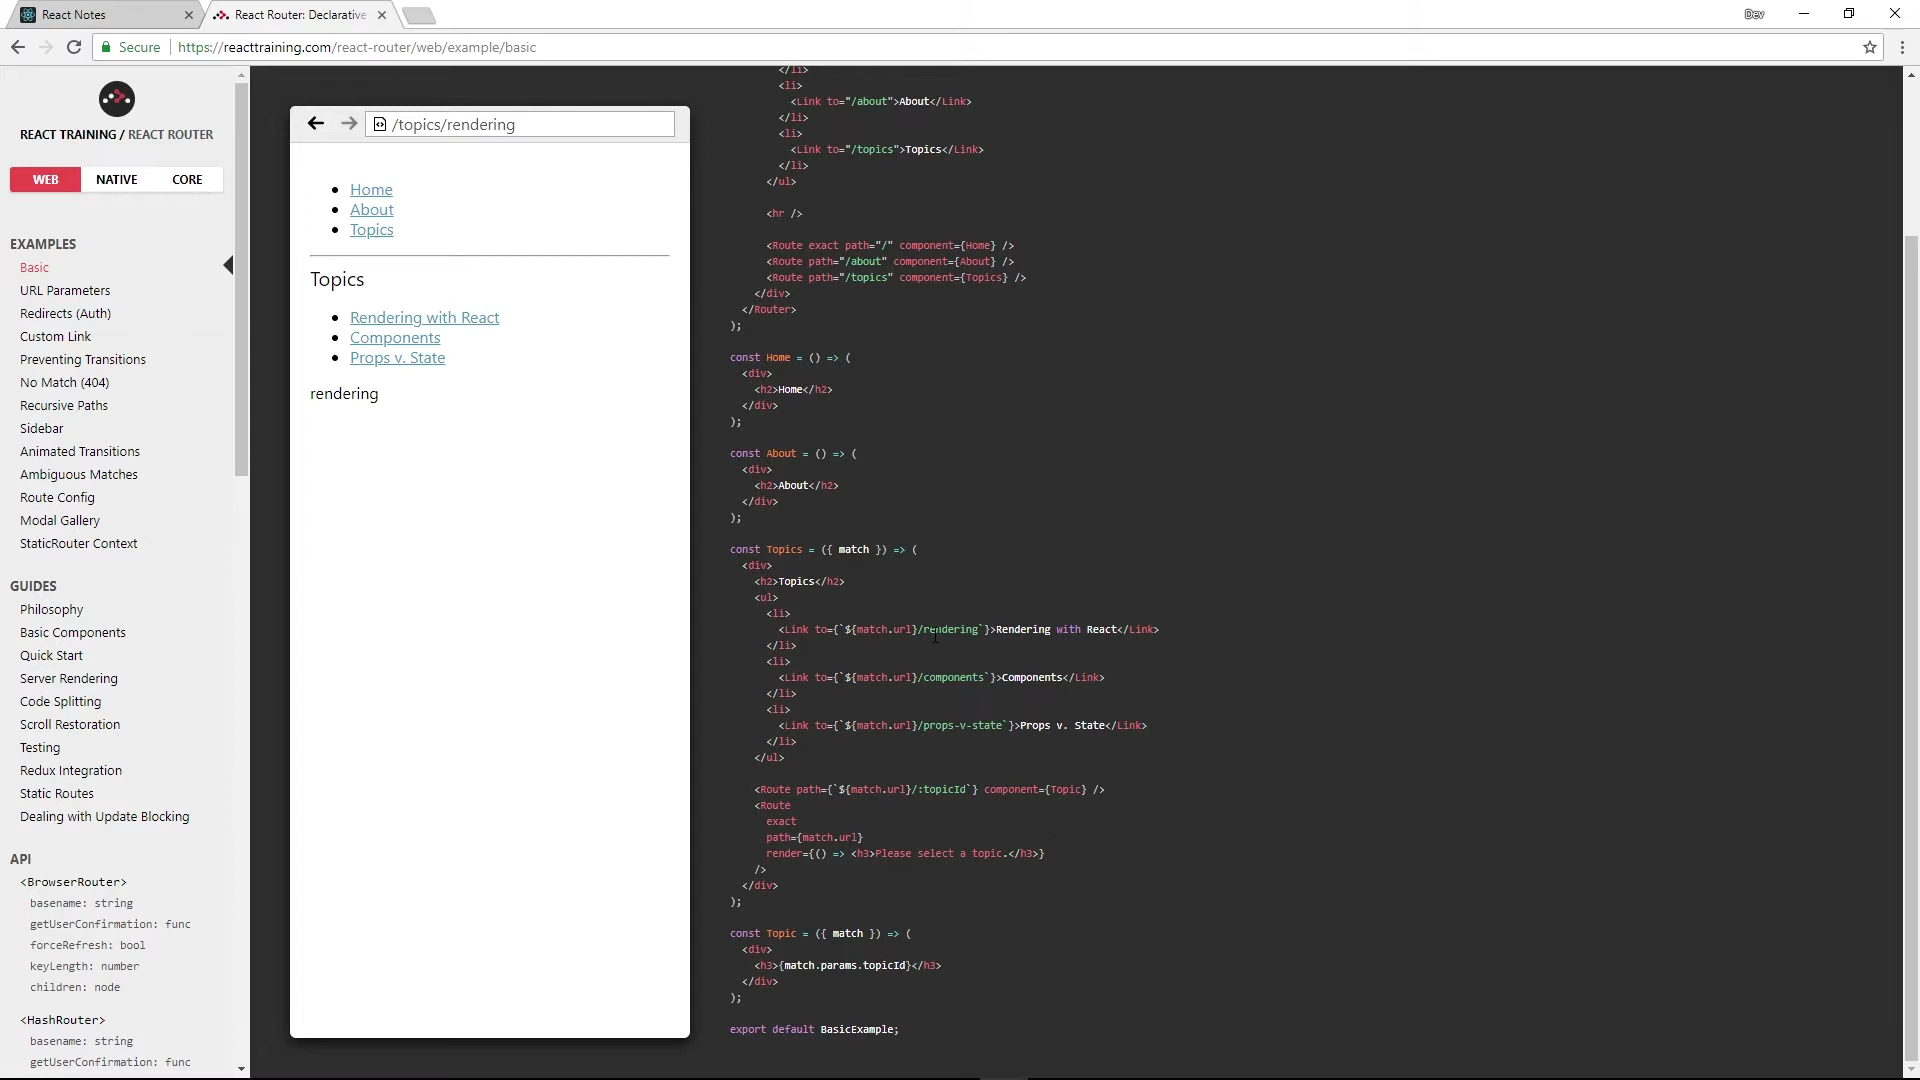 React Notes
React Router: Declarative
Dev
Secure
https://reacttraining.com/react-router/web/example/basic
REACT TRAINING / REACT ROUTER
WEB
NATIVE
CORE
EXAMPLES
Basic
URL Parameters
Redirects (Auth)
Custom Link
Preventing Transitions
No Match (404)
Recursive Paths
Sidebar
Animated Transitions
Ambiguous Matches
Route Config
Modal Gallery
StaticRouter Context
GUIDES
Philosophy
Basic Components
Quick Start
Server Rendering
Code Splitting
Scroll Restoration
Testing
Redux Integration
Static Routes
Dealing with Update Blocking
API
<BrowserRouter>
basename: string
getUserConfirmation: func
forceRefresh: bool
keyLength: number
children: node
<HashRouter>
basename: string
getUserConfirmation: func
/topics/rendering
Home
About
Topics
Topics
Rendering with React
Components
Props v. State
rendering
</li>
<li>
<Link to="/about">About</Link>
</li>
<li>
<Link to="/topics">Topics</Link>
</li>
</ul>
<hr />
<Route exact path="/" component={Home} />
<Route path="/about" component={About} />
<Route path="/topics" component={Topics} />
</div>
</Router>
);
const Home = () => (
<div>
<h2>Home</h2>
</div>
);
const About = () => (
<div>
<h2>About</h2>
</div>
);
const Topics = ({ match }) => (
<div>
<h2>Topics</h2>
<ul>
<li>
<Link to={`${match.url}/rendering`}>Rendering with React</Link>
</li>
<li>
<Link to={`${match.url}/components`}>Components</Link>
</li>
<li>
<Link to={`${match.url}/props-v-state`}>Props v. State</Link>
</li>
</ul>
<Route path={`${match.url}/:topicId`} component={Topic} />
<Route
exact
path={match.url}
render={() => <h3>Please select a topic.</h3>}
/>
</div>
);
const Topic = ({ match }) => (
<div>
<h3>{match.params.topicId}</h3>
</div>
);
export default BasicExample;